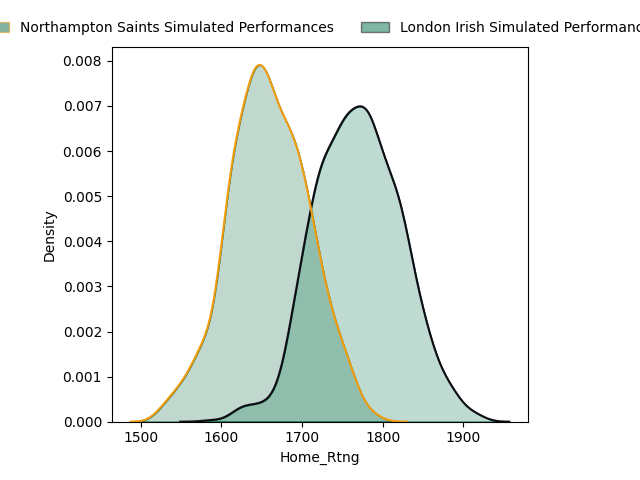 Northampton Saints Simulated Performances London Irish Simulated Performanc
0.008
0.007
0.006
0.005
0.004
0.003
0.002
0.001
0.000
Density
1500 1600 1700 1800 1900
Home_Rtng